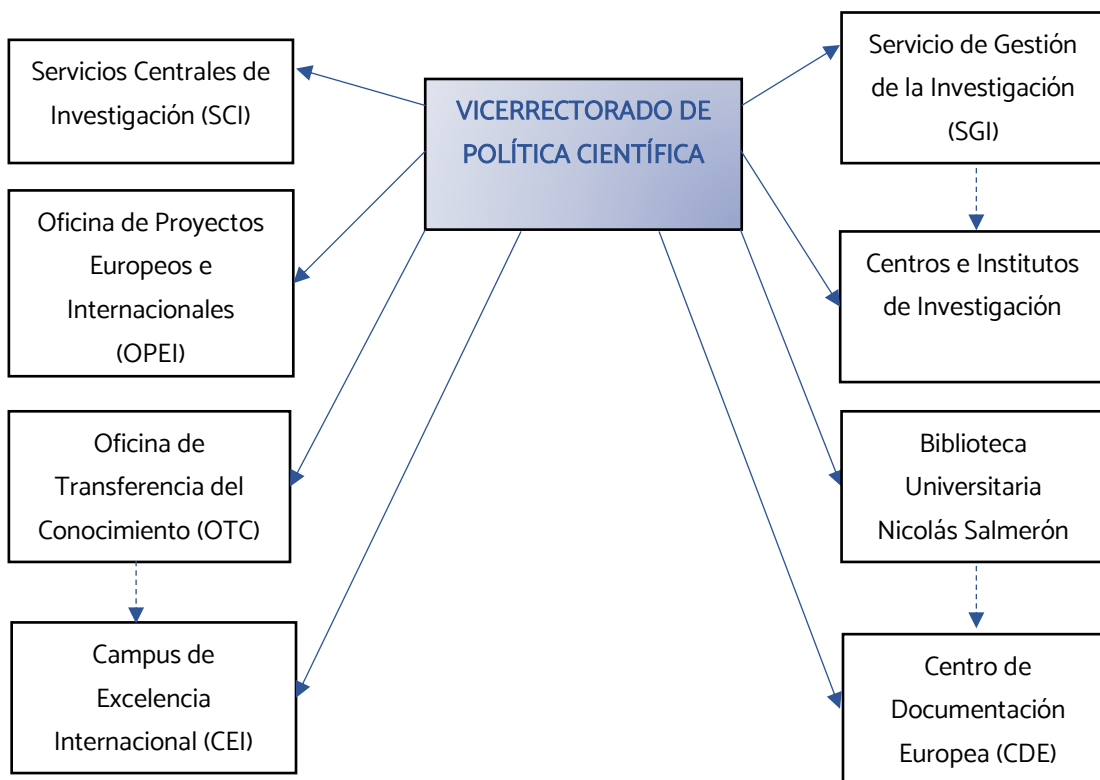 Servicios Centrales de
Investigación (SCI)
VICERRECTORADO DE
POLÍTICA CIENTÍFICA
Servicio de Gestión
de la Investigación
(SGI)
Oficina de Proyectos
Europeos e
Internacionales
(OPEI)
Centros e Institutos
de Investigación
Oficina de
Transferencia del
Conocimiento (OTC)
Biblioteca
Universitaria
Nicolás Salmerón
Campus de
Excelencia
Internacional (CEI)
Centro de
Documentación
Europea (CDE)